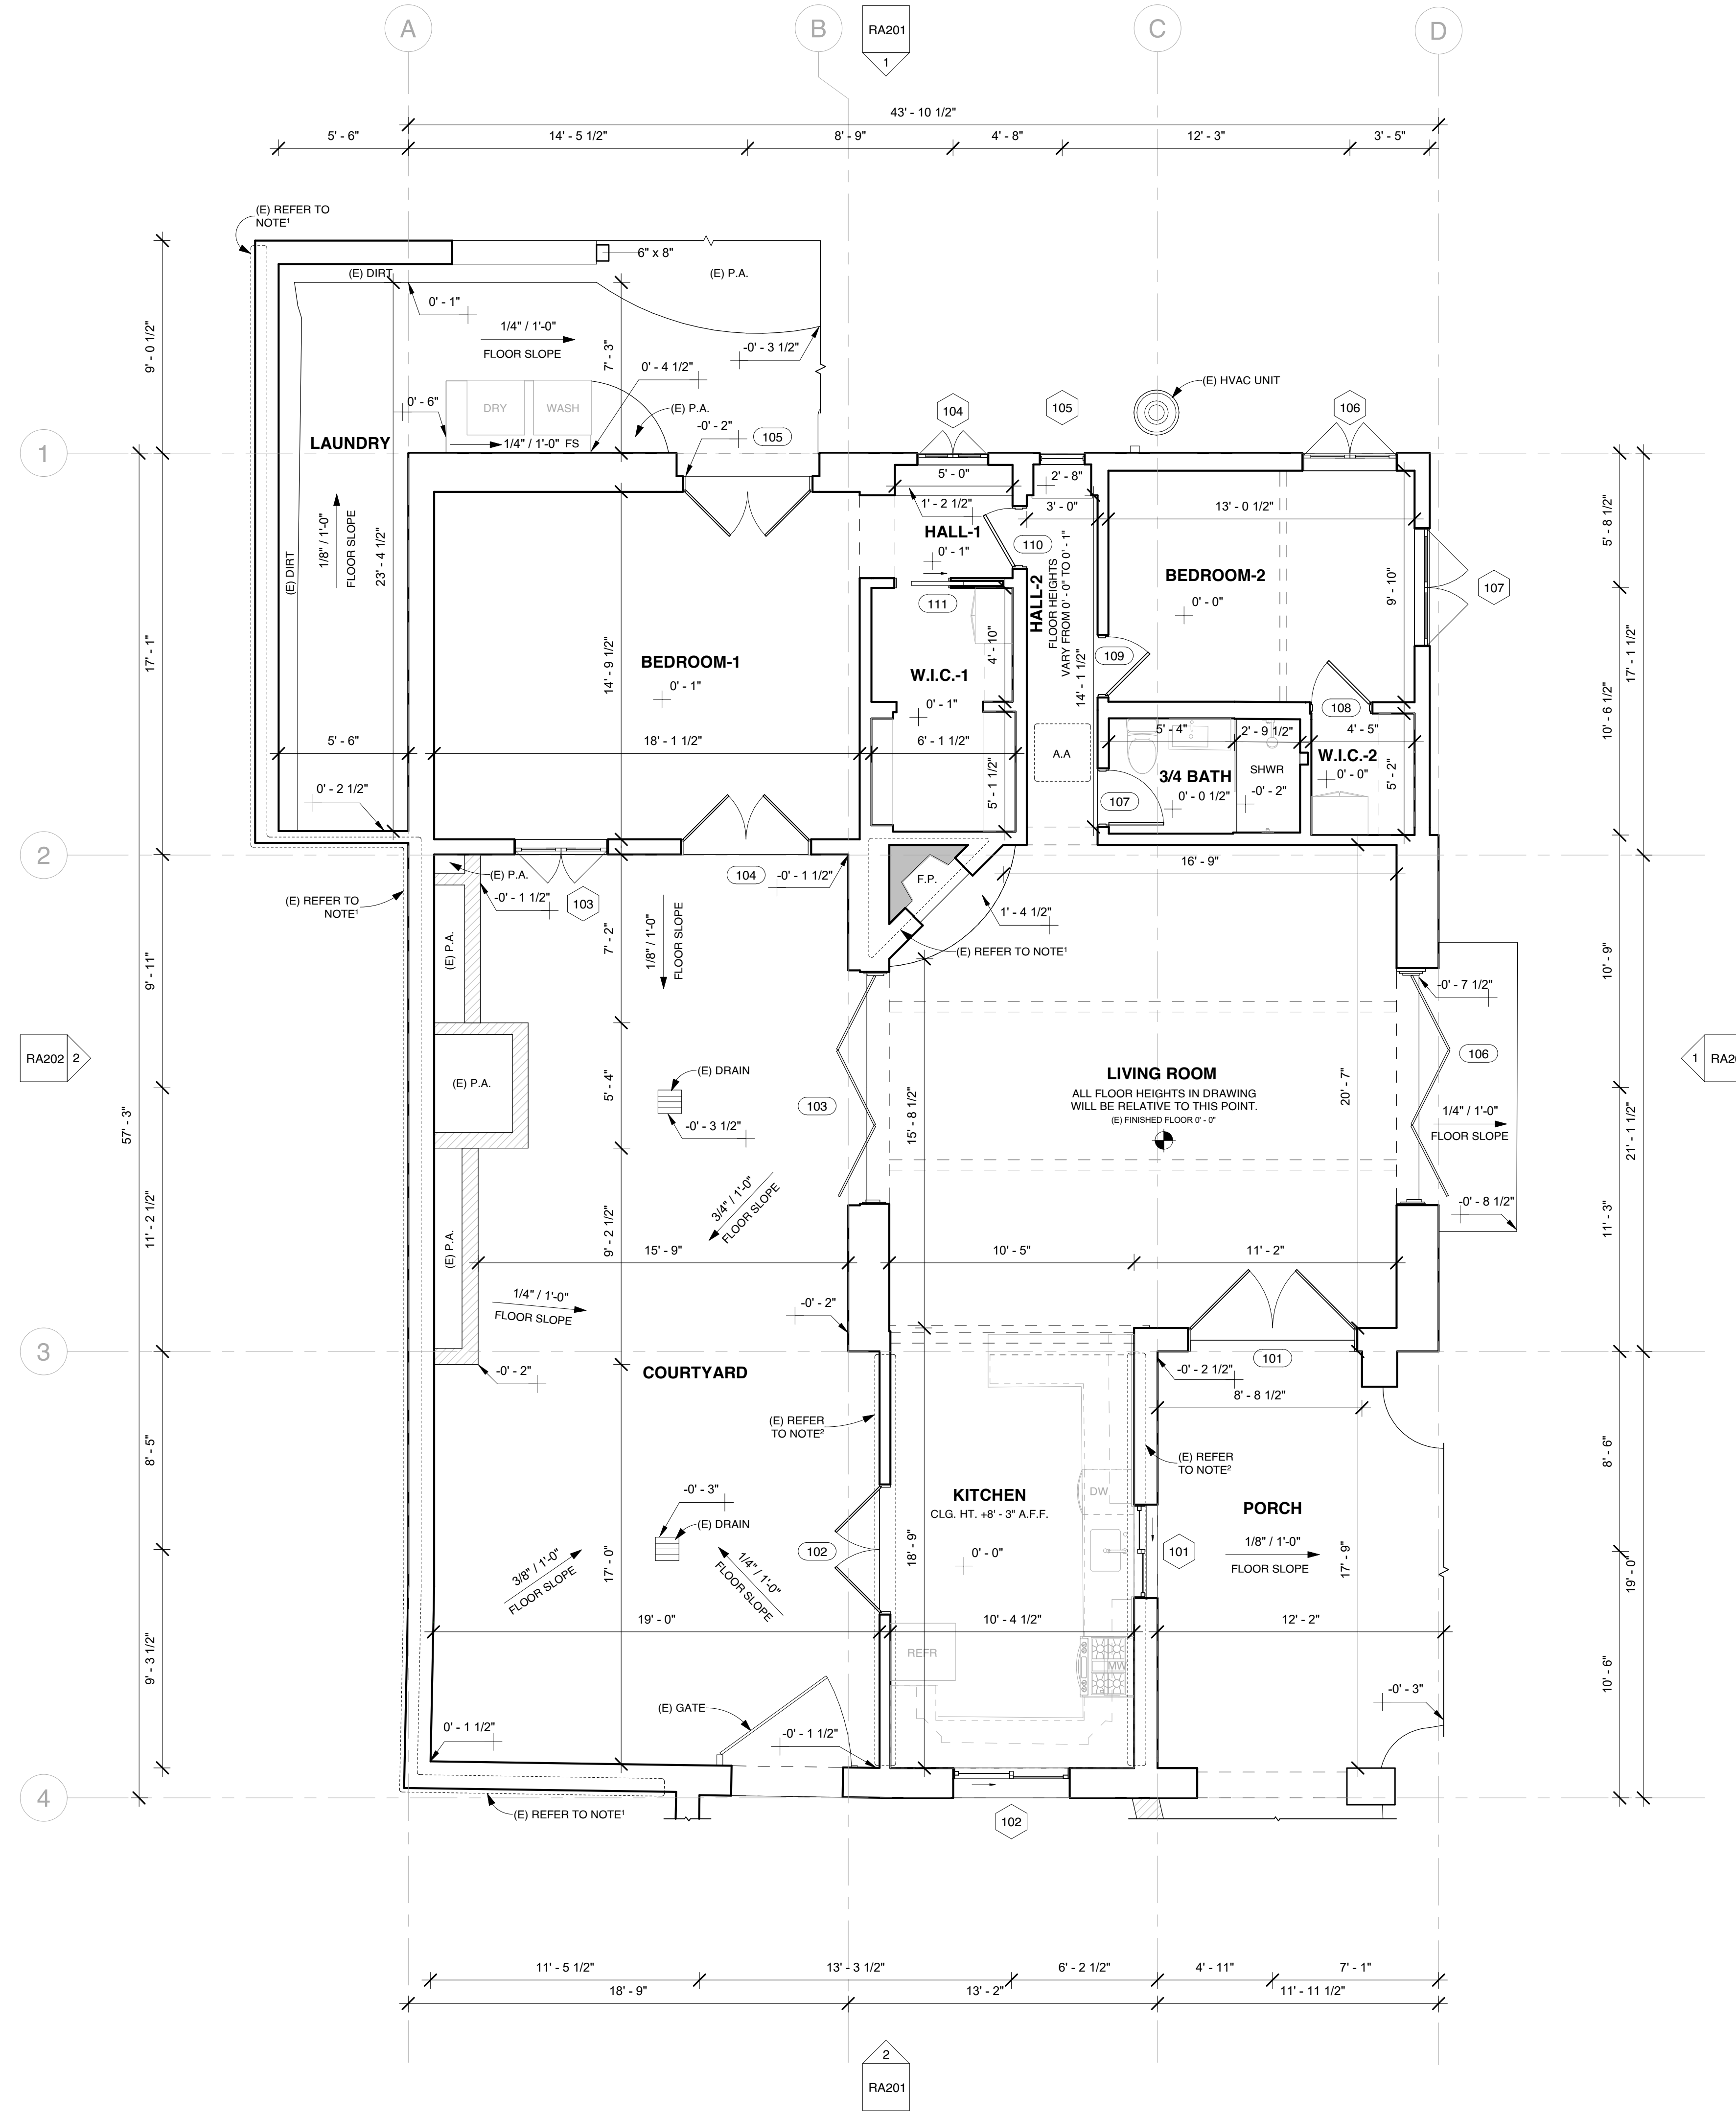 A
B
C
D
RA201
1
43' - 10 1/2"
5' - 6"
14' - 5 1/2"
8' - 9"
4' - 8"
12' - 3"
3' - 5"
(E) REFER TO
NOTE¹
6" x 8"
(E) DIRT
(E) P.A.
0' - 1"
1/4" / 1'-0"
FLOOR SLOPE
-0' - 3 1/2"
9' - 0 1/2"
7' - 3"
0' - 4 1/2"
(E) HVAC UNIT
0' - 6"
DRY
WASH
(E) P.A.
104
105
106
-0' - 2"
105
LAUNDRY
1/4" / 1'-0" FS
1
5' - 0"
2' - 8"
1' - 2 1/2"
3' - 0"
13' - 0 1/2"
5' - 8 1/2"
1/8" / 1'-0"
FLOOR SLOPE
23' - 4 1/2"
(E) DIRT
HALL-1
0' - 1"
110
HALL-2
FLOOR HEIGHTS
VARY FROM 0' - 0" TO 0' - 1"
BEDROOM-2
0' - 0"
9' - 10"
107
111
17' - 1"
14' - 9 1/2"
BEDROOM-1
0' - 1"
4' - 10"
W.I.C.-1
0' - 1"
14' - 1 1/2"
109
17' - 1 1/2"
10' - 6 1/2"
108
5' - 6"
18' - 1 1/2"
6' - 1 1/2"
A.A
5' - 4"
2' - 9 1/2"
4' - 5"
W.I.C.-2
0' - 0"
3/4 BATH
SHWR
0' - 2 1/2"
5' - 1 1/2"
107
0' - 0 1/2"
-0' - 2"
5' - 2"
2
(E) P.A.
104
-0' - 1 1/2"
16' - 9"
F.P.
(E) REFER TO
NOTE¹
-0' - 1 1/2"
103
1' - 4 1/2"
(E) P.A.
7' - 2"
1/8" / 1'-0"
FLOOR SLOPE
(E) REFER TO NOTE¹
9' - 11"
10' - 9"
-0' - 7 1/2"
RA202
2
(E) P.A.
5' - 4"
(E) DRAIN
-0' - 3 1/2"
103
15' - 8 1/2"
LIVING ROOM
ALL FLOOR HEIGHTS IN DRAWING
WILL BE RELATIVE TO THIS POINT.
(E) FINISHED FLOOR 0' - 0"
20' - 7"
106
1
1/4" / 1'-0"
FLOOR SLOPE
57' - 3"
21' - 1 1/2"
3/4" / 1'-0"
FLOOR SLOPE
-0' - 8 1/2"
11' - 2 1/2"
9' - 2 1/2"
11' - 3"
(E) P.A.
15' - 9"
10' - 5"
11' - 2"
1/4" / 1'-0"
FLOOR SLOPE
-0' - 2"
3
-0' - 2"
COURTYARD
101
-0' - 2 1/2"
8' - 8 1/2"
(E) REFER
TO NOTE²
8' - 5"
8' - 6"
(E) REFER
TO NOTE²
-0' - 3"
(E) DRAIN
KITCHEN
CLG. HT. +8' - 3" A.F.F.
DW
PORCH
102
18' - 9"
0' - 0"
101
1/8" / 1'-0"
FLOOR SLOPE
17' - 9"
3/8" / 1'-0"
FLOOR SLOPE
17' - 0"
1/4" / 1'-0"
FLOOR SLOPE
19' - 0"
19' - 0"
10' - 4 1/2"
12' - 2"
REFR
MW
9' - 3 1/2"
10' - 6"
-0' - 3"
(E) GATE
0' - 1 1/2"
-0' - 1 1/2"
4
(E) REFER TO NOTE¹
102
11' - 5 1/2"
13' - 3 1/2"
6' - 2 1/2"
4' - 11"
7' - 1"
18' - 9"
13' - 2"
11' - 11 1/2"
2
RA201